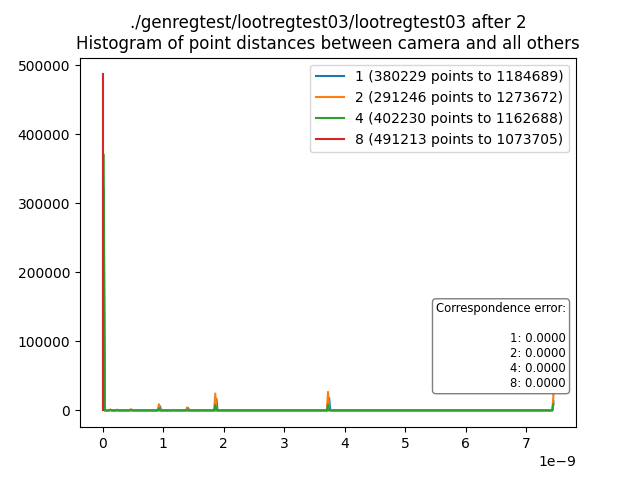 ./genregtest/lootregtest03/lootregtest03 after 2
Histogram of point distances between camera and all others
500000
400000
300000
200000
100000
0
1 (380229 points to 1184689)
2 (291246 points to 1273672)
4 (402230 points to 1162688)
8 (491213 points to 1073705)
Correspondence error:
1: 0.0000
2: 0.0000
4: 0.0000
8: 0.0000
0 1 2 3 4 5 6 7
1e−9